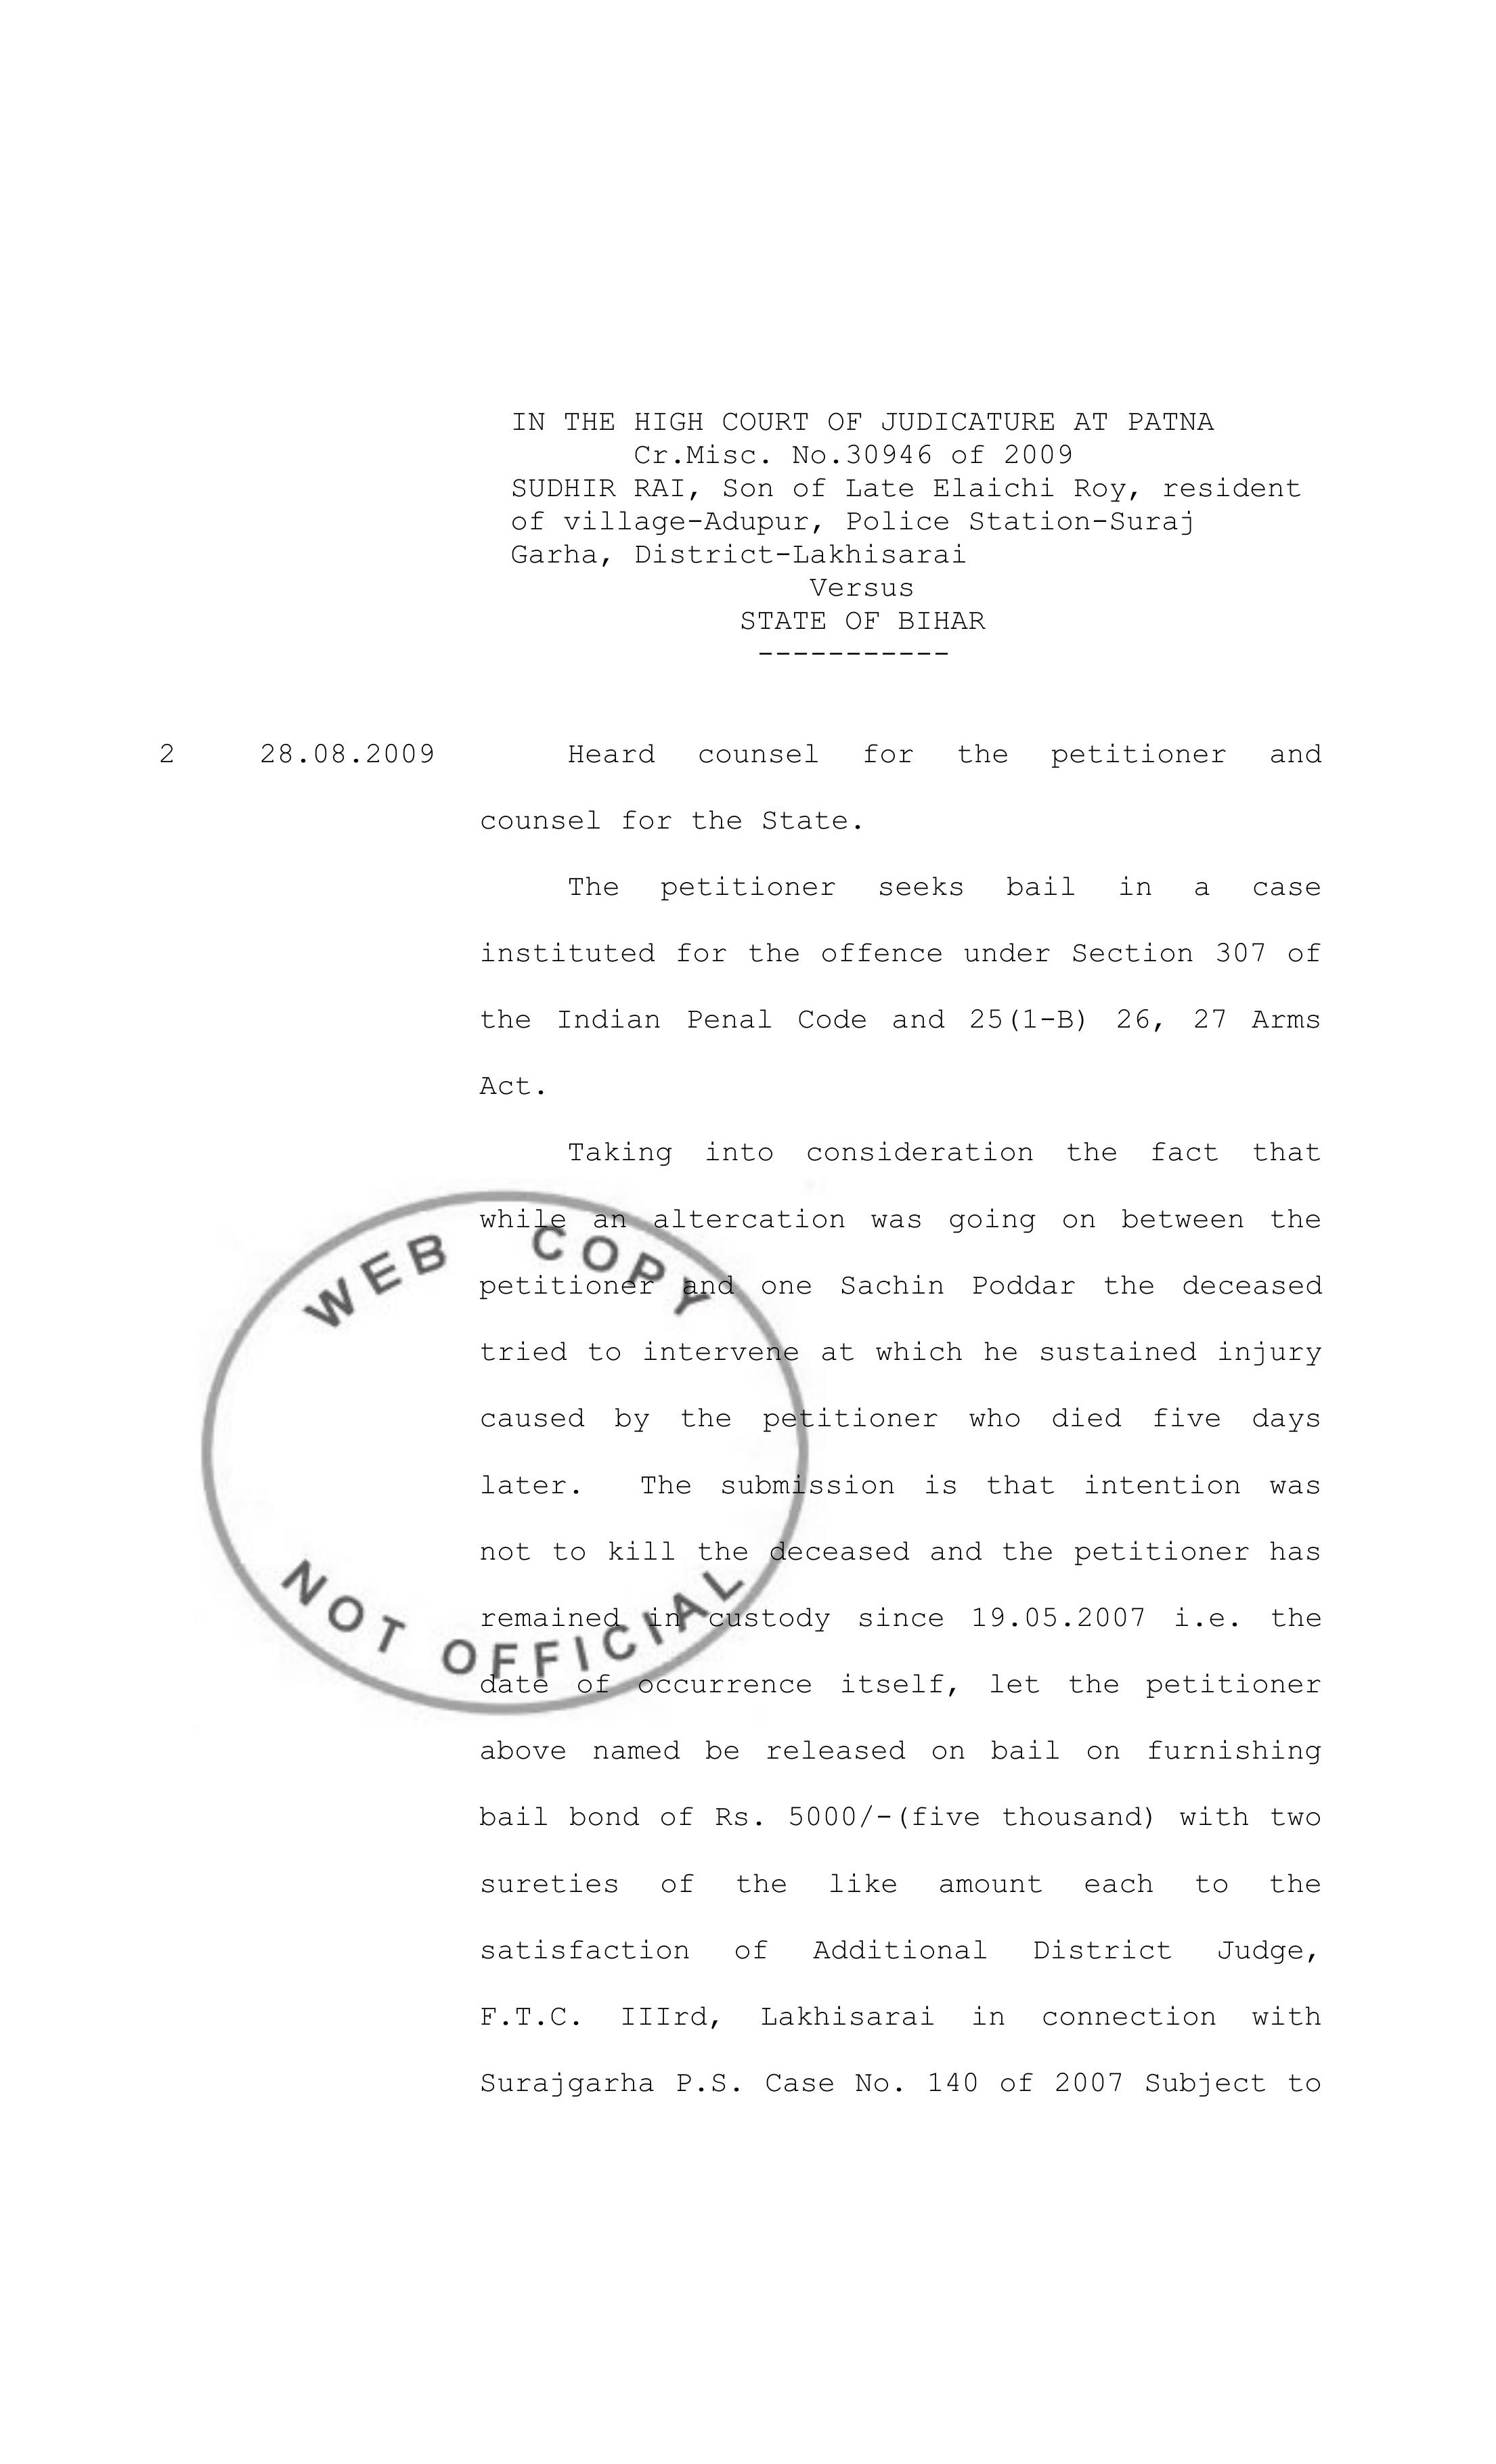 IN THE HIGH COURT OF JUDICATURE AT PATNA
Cr.Misc. No.30946 of 2009
SUDHIR RAI, Son of Late Elaichi Roy, resident
of village-Adupur, Police Station-Suraj
Garha, District-Lakhisarai
Versus
STATE OF BIHAR
-----------
2 28.08.2009 Heard counsel for the petitioner and
counsel for the State.
The petitioner seeks bail in a case
instituted for the offence under Section 307 of
the Indian Penal Code and 25(1-B) 26, 27 Arms
Act.
Taking into consideration the fact that
while an altercation was going on between the
petitioner and one Sachin Poddar the deceased
tried to intervene at which he sustained injury
caused by the petitioner who died five days
later. The submission is that intention was
not to kill the deceased and the petitioner has
remained in custody since 19.05.2007 i.e. the
date of occurrence itself, let the petitioner
above named be released on bail on furnishing
bail bond of Rs. 5000/-(five thousand) with two
sureties of the like amount each to the
satisfaction of Additional District Judge,
F.T.C. IIIrd, Lakhisarai in connection with
Surajgarha P.S. Case No. 140 of 2007 Subject to
WEB COPY
NOT OFFICIAL